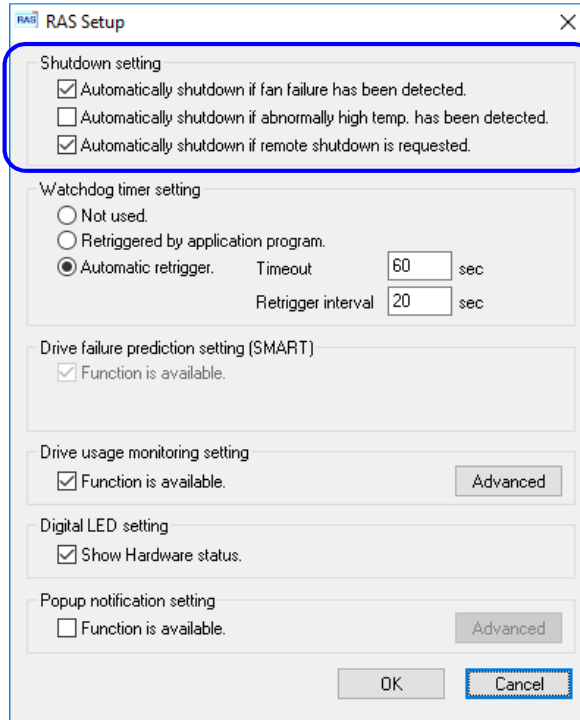 RAS RAS Setup
Shutdown setting
Automatically shutdown if fan failure has been detected.
Automatically shutdown if abnormally high temp. has been detected.
Automatically shutdown if remote shutdown is requested.
Watchdog timer setting
Not used.
Retriggered by application program.
Automatic retrigger. Timeout 60 sec
Retrigger interval 20 sec
Drive failure prediction setting (SMART)
Function is available.
Drive usage monitoring setting
Function is available. Advanced
Digital LED setting
Show Hardware status.
Popup notification setting
Function is available. Advanced
OK Cancel